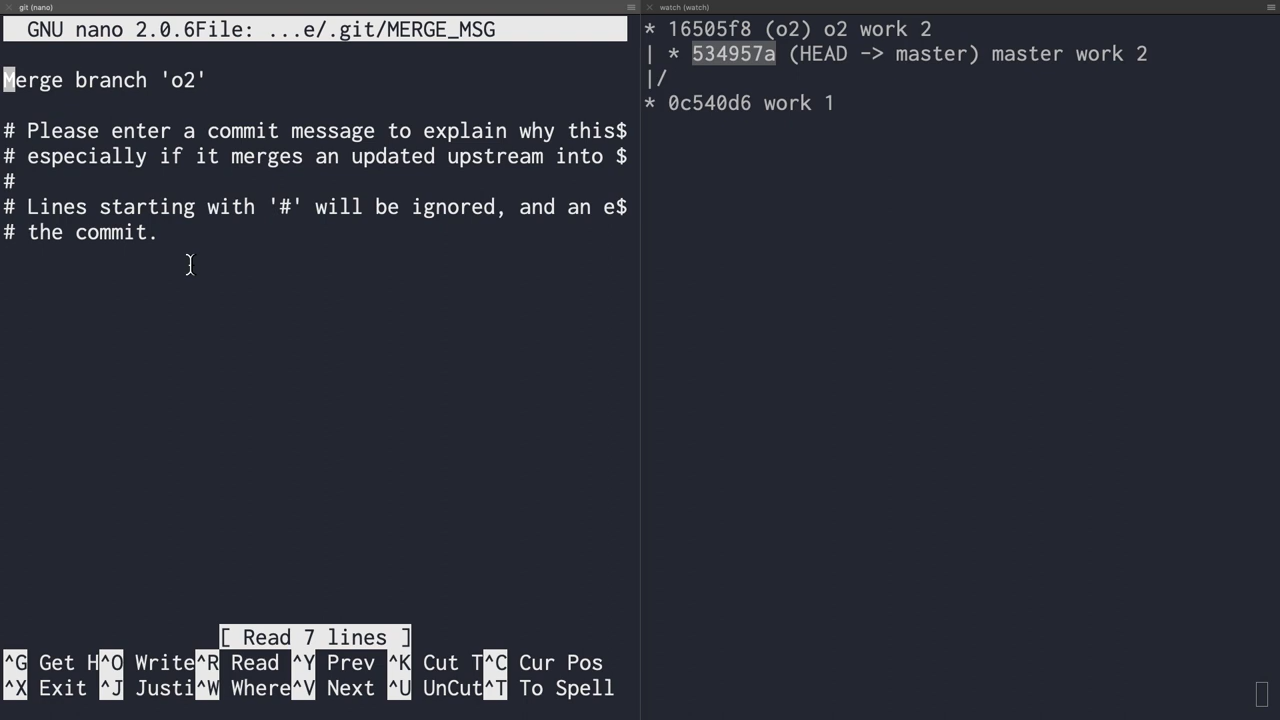 git (nano)
GNU nano 2.0.6File: ...e/.git/MERGE_MSG
Merge branch 'o2'
# Please enter a commit message to explain why this$
# especially if it merges an updated upstream into $
#
# Lines starting with '#' will be ignored, and an e$
# the commit.
[ Read 7 lines ]
^G Get H^O Write^R Read ^Y Prev ^K Cut T^C Cur Pos
^X Exit ^J Justi^W Where^V Next ^U UnCut^T To Spell
watch (watch)
* 16505f8 (o2) o2 work 2
| * 534957a (HEAD -> master) master work 2
|/
* 0c540d6 work 1